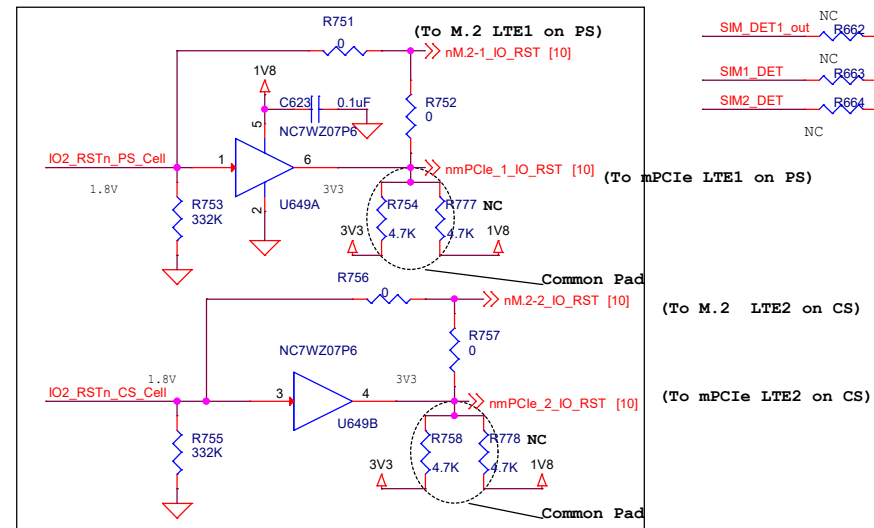 R751
(To M.2 LTE1 on PS)
0
nM.2-1_IO_RST [10]
1V8
C623
0.1uF
R752
0
NC7WZ07P6
5
IO2_RSTn_PS_Cell
1
6
nmPCIe_1_IO_RST [10]
1.8V
3V3
(To mPCIe LTE1 on PS)
R753
332K
2
U649A
R754
R777
NC
3V3
4.7K
4.7K
1V8
Common Pad
R756
0
nM.2-2_IO_RST [10]
(To M.2 LTE2 on CS)
R757
0
NC7WZ07P6
1.8V
3V3
IO2_RSTn_CS_Cell
3
4
nmPCIe_2_IO_RST [10]
(To mPCIe LTE2 on CS)
U649B
R755
332K
R758
R778
NC
3V3
4.7K
4.7K
1V8
Common Pad
NC
SIM_DET1_out
R662
NC
SIM1_DET
R663
SIM2_DET
R664
NC